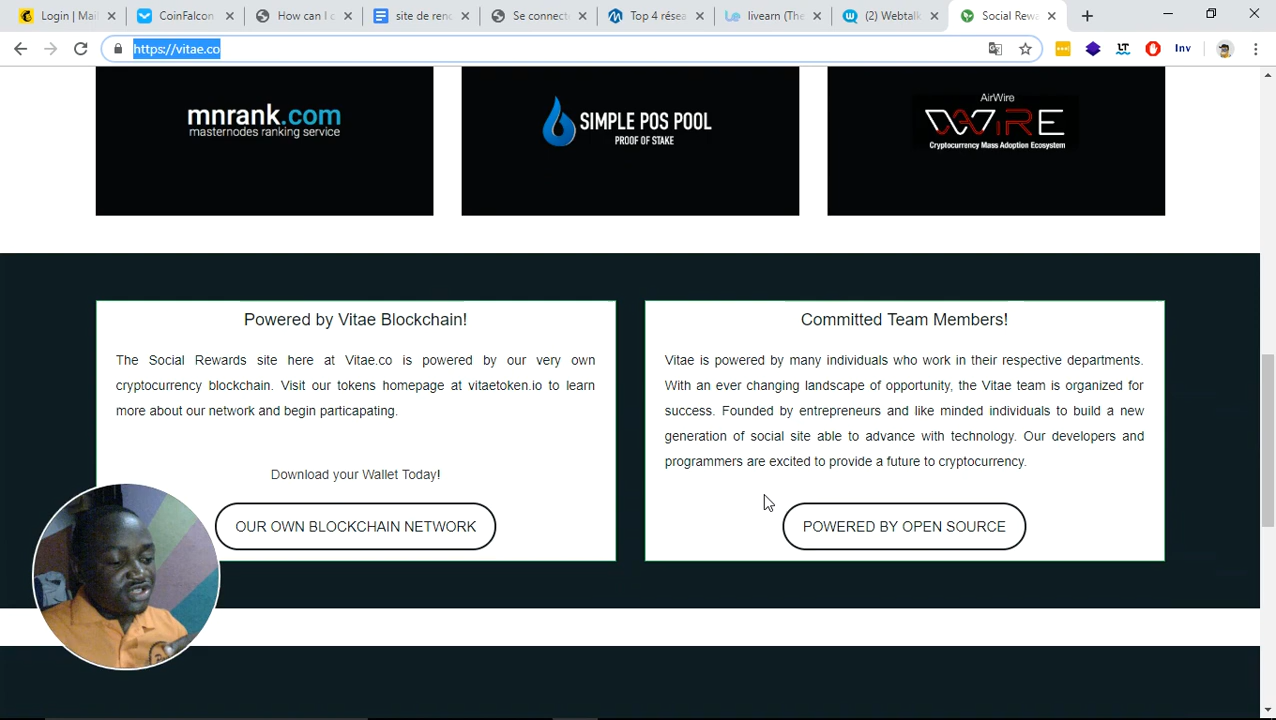 Login | Mail
CoinFalcon
How can I c
site de renc
Se connecte
Top 4 résea
livearn (The
(2) Webtalk
Social Rewa
https://vitae.co
Inv
mnrank.com
masternodes ranking service
SIMPLE POS POOL
PROOF OF STAKE
AirWire
WiRE
Cryptocurrency Mass Adoption Ecosystem
Powered by Vitae Blockchain!
The Social Rewards site here at Vitae.co is powered by our very own
cryptocurrency blockchain. Visit our tokens homepage at vitaetoken.io to learn
more about our network and begin particapating.
Download your Wallet Today!
OUR OWN BLOCKCHAIN NETWORK
Committed Team Members!
Vitae is powered by many individuals who work in their respective departments.
With an ever changing landscape of opportunity, the Vitae team is organized for
success. Founded by entrepreneurs and like minded individuals to build a new
generation of social site able to advance with technology. Our developers and
programmers are excited to provide a future to cryptocurrency.
POWERED BY OPEN SOURCE